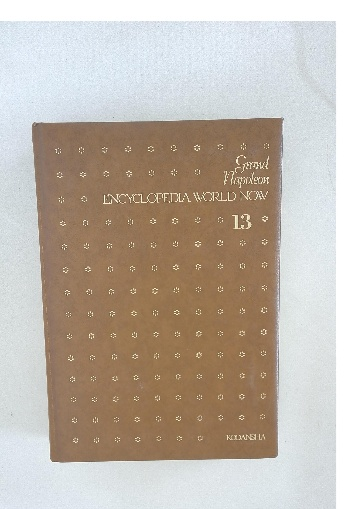 Grand
Napoleon
ENCYCLOPEDIA WORLD NOW
13
KODANSHA